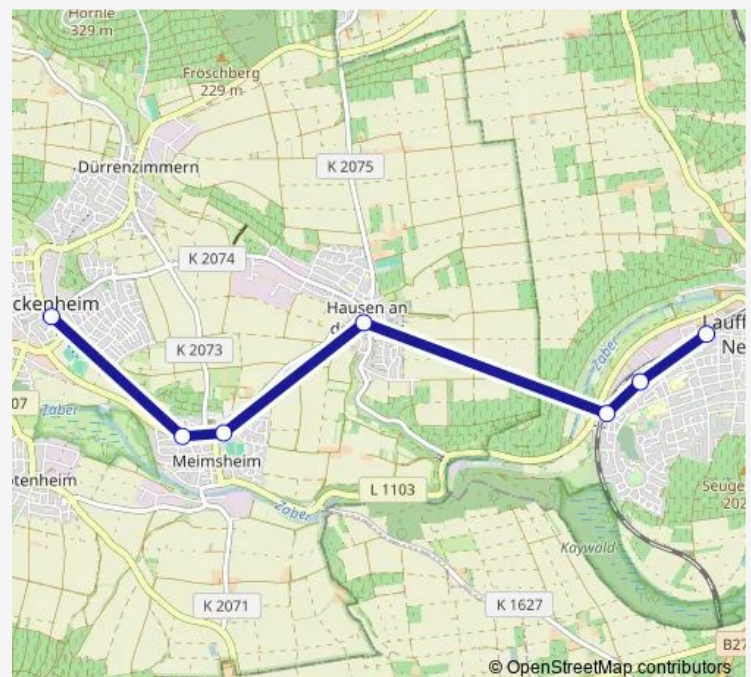 Hörnle
329 m
Fröschberg
229 m
Dürrenzimmern
K 2075
K 2074
ckenheim
Hausen an
d
K 2073
Lauff
Ne
Zaber
07
Zaber
Meimsheim
otenheim
L 1103
Seuge
202
Zaber
Kaywald
K 2071
K 1627
B27
© OpenStreetMap contributors